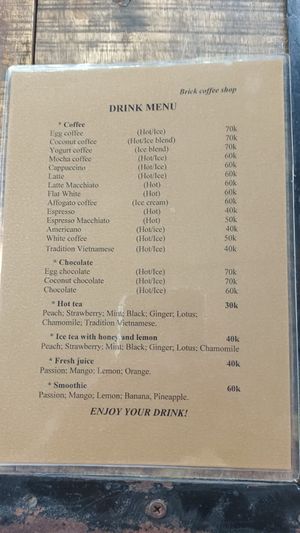 Brick coffee shop
DRINK MENU
* Coffee
Egg coffee (Hot/Ice) 70k
Coconut coffee (Hot/Ice blend) 70k
Yogurt coffee (Ice blend) 70k
Mocha coffee (Hot/Ice) 60k
Cappuccino (Hot/Ice) 60k
Latte (Hot/Ice) 60k
Latte Macchiato (Hot) 60k
Flat White (Hot) 60k
Affogato coffee (Ice cream) 60k
Espresso (Hot) 40k
Espresso Macchiato (Hot) 50k
Americano (Hot/ice) 40k
White coffee (Hot/ice) 50k
Tradition Vietnamese (Hot/ice) 40k
* Chocolate
Egg chocolate (Hot/Ice) 70k
Coconut chocolate (Hot/Ice) 70k
Chocolate (Hot/Ice) 60k
* Hot tea 30k
Peach; Strawberry; Mint; Black; Ginger; Lotus;
Chamomile; Tradition Vietnamese.
* Ice tea with honey and lemon 40k
Peach; Strawberry; Mint; Black; Ginger; Lotus; Chamomile
* Fresh juice 40k
Passion; Mango; Lemon; Orange.
* Smoothie 60k
Passion; Mango; Lemon; Banana, Pineapple.
ENJOY YOUR DRINK!